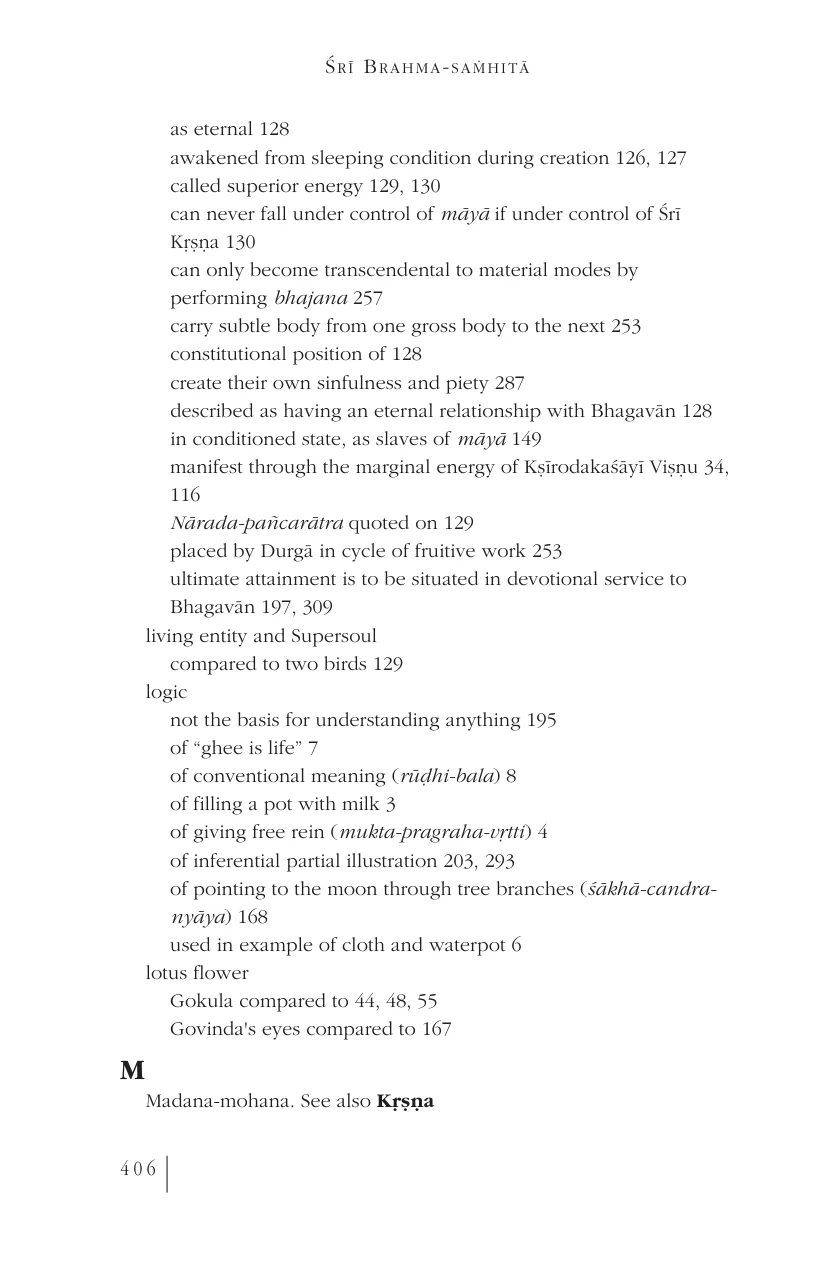 ŚRĪ BRAHMA-SAṀHITĀ
as eternal 128
awakened from sleeping condition during creation 126, 127
called superior energy 129, 130
can never fall under control of māyā if under control of Śrī
Kṛṣṇa 130
can only become transcendental to material modes by
performing bhajana 257
carry subtle body from one gross body to the next 253
constitutional position of 128
create their own sinfulness and piety 287
described as having an eternal relationship with Bhagavān 128
in conditioned state, as slaves of māyā 149
manifest through the marginal energy of Kṣīrodakaśāyī Viṣṇu 34,
116
Nārada-pañcarātra quoted on 129
placed by Durgā in cycle of fruitive work 253
ultimate attainment is to be situated in devotional service to
Bhagavān 197, 309
living entity and Supersoul
compared to two birds 129
logic
not the basis for understanding anything 195
of “ghee is life” 7
of conventional meaning (rūḍhi-bala) 8
of filling a pot with milk 3
of giving free rein (mukta-pragraha-vṛtti) 4
of inferential partial illustration 203, 293
of pointing to the moon through tree branches (śākhā-candra-
nyāya) 168
used in example of cloth and waterpot 6
lotus flower
Gokula compared to 44, 48, 55
Govinda's eyes compared to 167
M
Madana-mohana. See also Kṛṣṇa
406